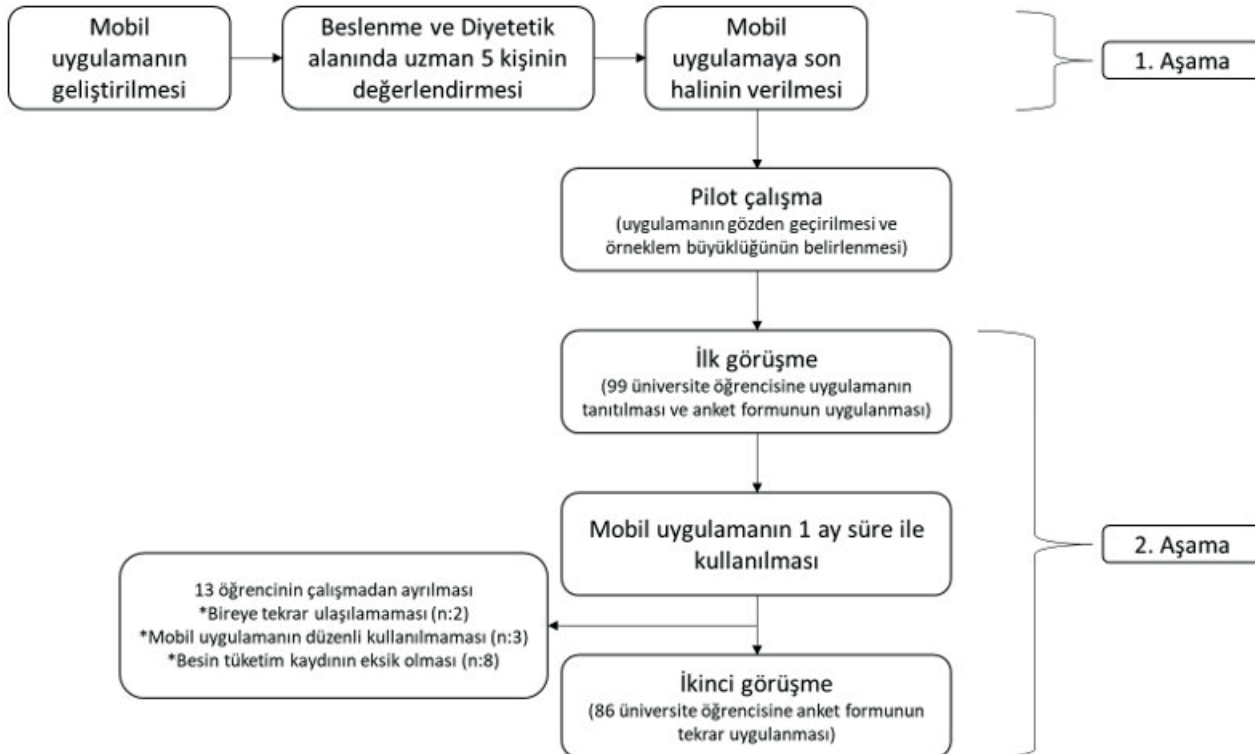 Mobil
uygulamanın
geliştirilmesi
Beslenme ve Diyetetik
alanında uzman 5 kişinin
değerlendirmesi
Mobil
uygulamaya son
halinin verilmesi
1. Aşama
Pilot çalışma
(uygulamanın gözden geçirilmesi ve
örneklem büyüklüğünün belirlenmesi)
İlk görüşme
(99 üniversite öğrencisine uygulamanın
tanıtılması ve anket formunun uygulanması)
Mobil uygulamanın 1 ay süre ile
kullanılması
2. Aşama
13 öğrencinin çalışmadan ayrılması
*Bireye tekrar ulaşılamaması (n:2)
*Mobil uygulamanın düzenli kullanılmaması (n:3)
*Besin tüketim kaydının eksik olması (n:8)
İkinci görüşme
(86 üniversite öğrencisine anket formunun
tekrar uygulanması)